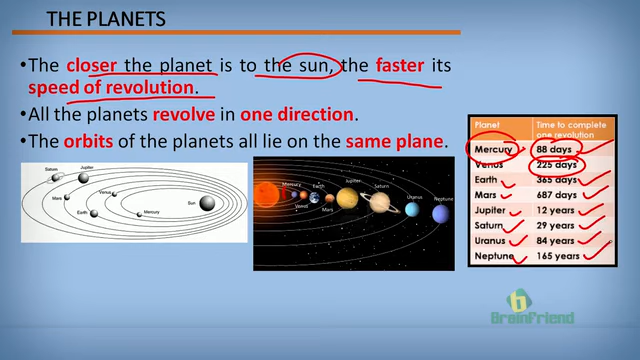 THE PLANETS
•The closer the planet is to the sun, the faster its
speed of revolution.
•All the planets revolve in one direction.
•The orbits of the planets all lie on the same plane.
Planet Time to complete
one revolution
Mercury 88 days
Venus 225 days
Earth 365 days
Mars 687 days
Jupiter 12 years
Saturn 29 years
Uranus 84 years
Neptune 165 years
Saturn
Jupiter
Mars
Venus
Earth
Mercury
Sun
Mercury
Venus
Earth
Mars
Jupiter
Saturn
Uranus
Neptune
b
BrainFriend